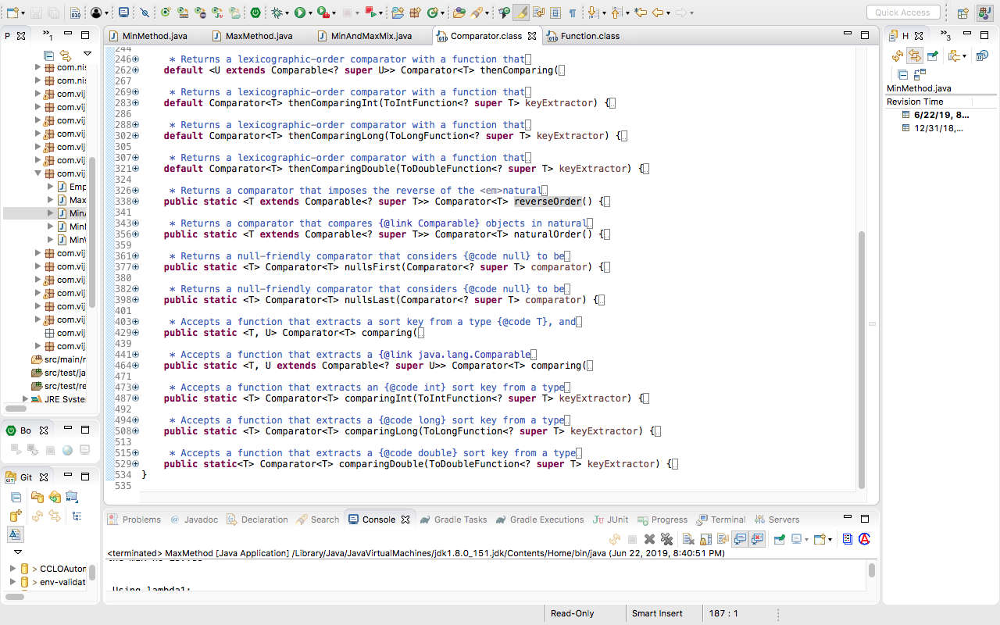 Quick Access
P
1
MinMethod.java
MaxMethod.java
MinAndMaxMix.java
Comparator.class
Function.class
H
3
com.nis
com.nis
com.vij
com.vij
com.vij
com.vij
com.vij
com.vij
com.vij
Emp
Max
MinA
MinI
MinV
com.vij
com.vij
com.vij
com.vij
com.vij
com.vij
com.vij
com.vij
src/main/r
src/test/ja
src/test/re
JRE System
Bo
Git
> CCLOAuton
> env-validat
244
246 * Returns a lexicographic-order comparator with a function that
262 default <U extends Comparable<? super U>> Comparator<T> thenComparing(
267
269 * Returns a lexicographic-order comparator with a function that
283 default Comparator<T> thenComparingInt(ToIntFunction<? super T> keyExtractor) {
286
288 * Returns a lexicographic-order comparator with a function that
302 default Comparator<T> thenComparingLong(ToLongFunction<? super T> keyExtractor) {
305
307 * Returns a lexicographic-order comparator with a function that
321 default Comparator<T> thenComparingDouble(ToDoubleFunction<? super T> keyExtractor) {
324
326 * Returns a comparator that imposes the reverse of the <em>natural
338 public static <T extends Comparable<? super T>> Comparator<T> reverseOrder() {
341
343 * Returns a comparator that compares {@link Comparable} objects in natural
356 public static <T extends Comparable<? super T>> Comparator<T> naturalOrder() {
359
361 * Returns a null-friendly comparator that considers {@code null} to be
377 public static <T> Comparator<T> nullsFirst(Comparator<? super T> comparator) {
380
382 * Returns a null-friendly comparator that considers {@code null} to be
398 public static <T> Comparator<T> nullsLast(Comparator<? super T> comparator) {
401
403 * Accepts a function that extracts a sort key from a type {@code T}, and
429 public static <T, U> Comparator<T> comparing(
439
441 * Accepts a function that extracts a {@link java.lang.Comparable
464 public static <T, U extends Comparable<? super U>> Comparator<T> comparing(
471
473 * Accepts a function that extracts an {@code int} sort key from a type
487 public static <T> Comparator<T> comparingInt(ToIntFunction<? super T> keyExtractor) {
492
494 * Accepts a function that extracts a {@code long} sort key from a type
508 public static <T> Comparator<T> comparingLong(ToLongFunction<? super T> keyExtractor) {
513
515 * Accepts a function that extracts a {@code double} sort key from a type
529 public static<T> Comparator<T> comparingDouble(ToDoubleFunction<? super T> keyExtractor) {
534 }
535
MinMethod.java
Revision Time
6/22/19, 8...
12/31/18,...
Problems
@ Javadoc
Declaration
Search
Console
Gradle Tasks
Gradle Executions
JUnit
Progress
Terminal
Servers
<terminated> MaxMethod [Java Application] /Library/Java/JavaVirtualMachines/jdk1.8.0_151.jdk/Contents/Home/bin/java (Jun 22, 2019, 8:40:51 PM)
Using lambda1:
Read-Only
Smart Insert
187 : 1